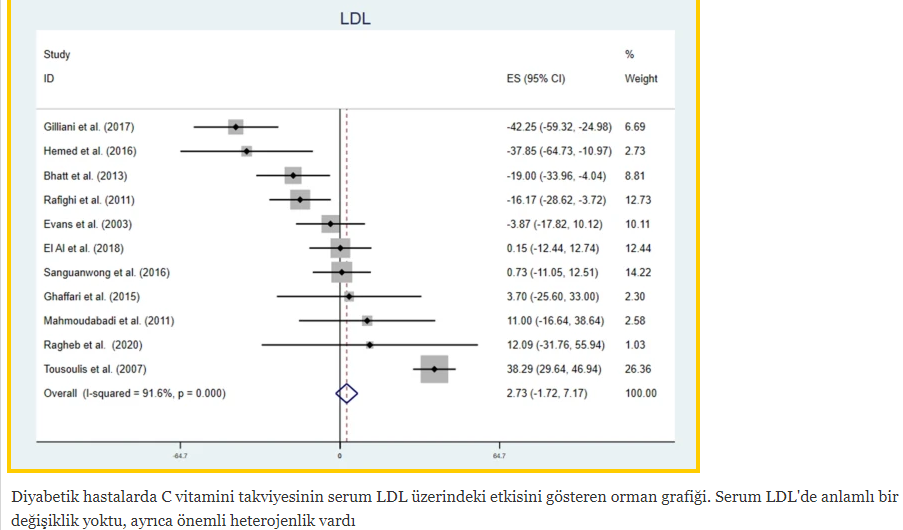 LDL
Study %
ID ES (95% CI) Weight
Gilliani et al. (2017) -42.25 (-59.32, -24.98) 6.69
Hemed et al. (2016) -37.85 (-64.73, -10.97) 2.73
Bhatt et al. (2013) -19.00 (-33.96, -4.04) 8.81
Rafighi et al. (2011) -16.17 (-28.62, -3.72) 12.73
Evans et al. (2003) -3.87 (-17.82, 10.12) 10.11
El Al et al. (2018) 0.15 (-12.44, 12.74) 12.44
Sanguanwong et al. (2016) 0.73 (-11.05, 12.51) 14.22
Ghaffari et al. (2015) 3.70 (-25.60, 33.00) 2.30
Mahmoudabadi et al. (2011) 11.00 (-16.64, 38.64) 2.58
Ragheb et al. (2020) 12.09 (-31.76, 55.94) 1.03
Tousoulis et al. (2007) 38.29 (29.64, 46.94) 26.36
Overall (I-squared = 91.6%, p = 0.000) 2.73 (-1.72, 7.17) 100.00
-64.7 0 64.7
Diyabetik hastalarda C vitamini takviyesinin serum LDL üzerindeki etkisini gösteren orman grafiği. Serum LDL'de anlamlı bir
değişiklik yoktu, ayrıca önemli heterojenlik vardı